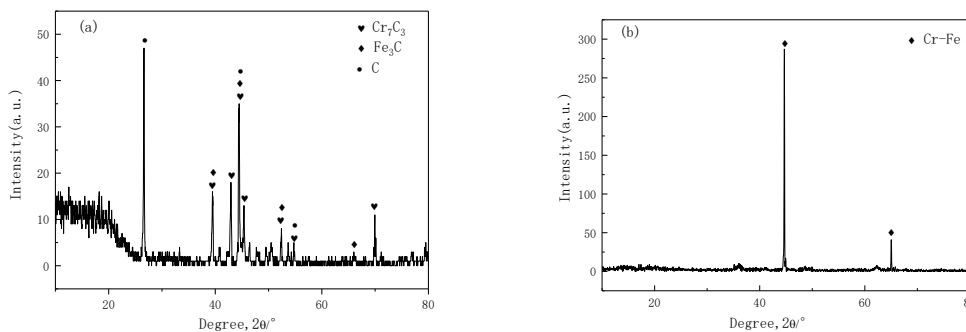 (a)
♥ Cr₇C₃
♦ Fe₃C
• C
50
40
30
20
10
0
Intensity(a.u.)
20
40
60
80
Degree, 2θ/°
(b)
♦ Cr-Fe
300
250
200
150
100
50
0
Intensity(a.u.)
20
40
60
80
Degree, 2θ/°